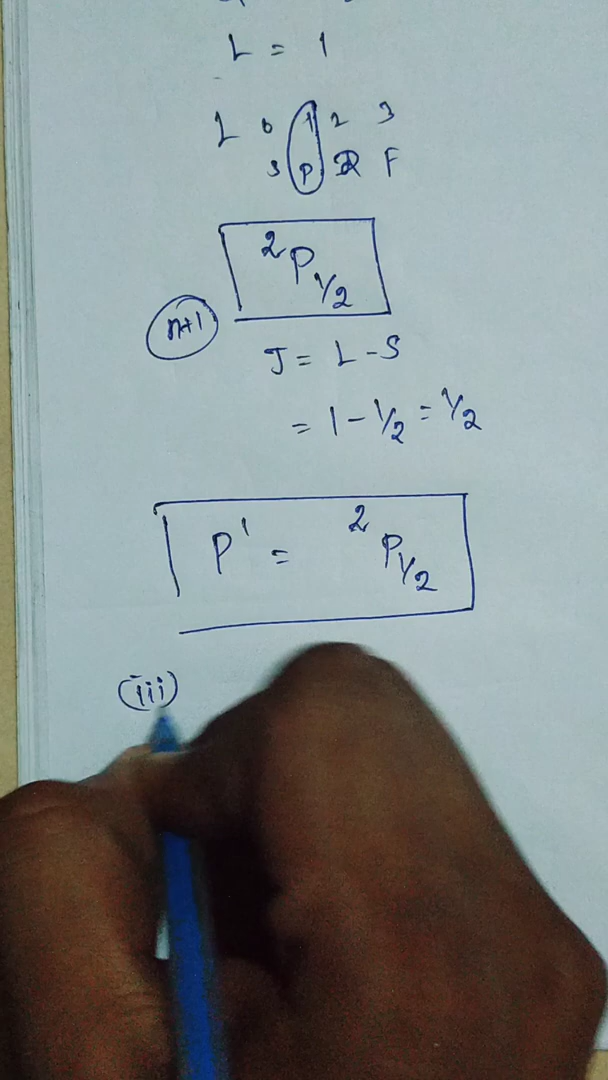 L = 1
L 0 1 2 3
S P D F
²P₁/₂
n+1
J = L - S
= 1 - 1/2 = 1/2
P¹ = ²P₁/₂
(iii)